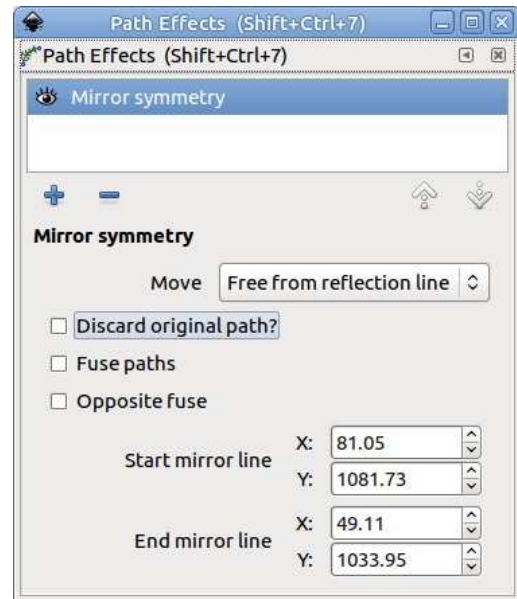 Path Effects (Shift+Ctrl+7)
Path Effects (Shift+Ctrl+7)
Mirror symmetry
Mirror symmetry
Move Free from reflection line
Discard original path?
Fuse paths
Opposite fuse
Start mirror line
X: 81.05
Y: 1081.73
End mirror line
X: 49.11
Y: 1033.95